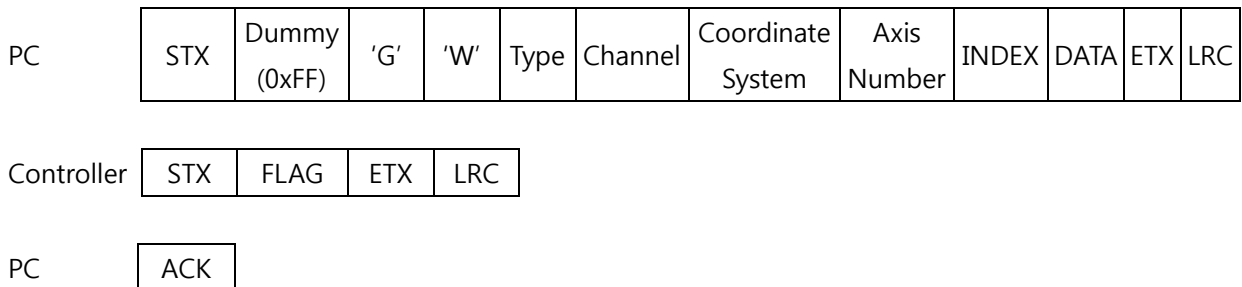 PC STX Dummy (0xFF) 'G' 'W' Type Channel Coordinate System Axis Number INDEX DATA ETX LRC
Controller STX FLAG ETX LRC
PC ACK